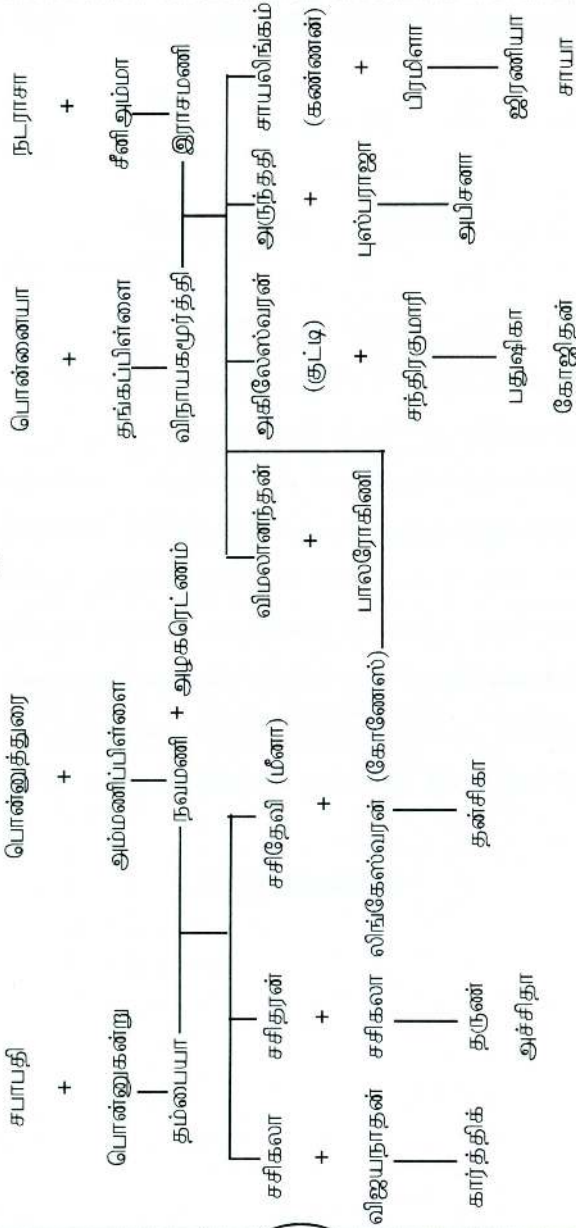 சபாபதி
+
பொன்னுகன்று
தம்பையா
பொன்னுத்துரை
+
அம்மணிப்பிள்ளை
நவமணி + அழகரெட்ணம்
சசிகலா
+
விஜயநாதன்
கார்த்திக்
சசிதரன்
+
சசிகலா
தருண்
அச்சிதா
சசிதேவி (மீனா)
+
லிங்கேஸ்வரன் (கோணேஸ்)
தன்சிகா
பொன்னையா
+
தங்கப்பிள்ளை
விநாயகமூர்த்தி
நடராசா
+
சீனிஅம்மா
இராசமணி
விமலானந்தன்
+
பாலரோகிணி
அகிலேஸ்வரன்
(குட்டி)
+
சந்திரகுமாரி
பதுஷிகா
கோஜிதன்
அருந்ததி
+
புஸ்பராஜா
அபிசனா
சாயலிங்கம்
(கண்ணன்)
+
பிரமிளா
ஜிரணியா
சாயா